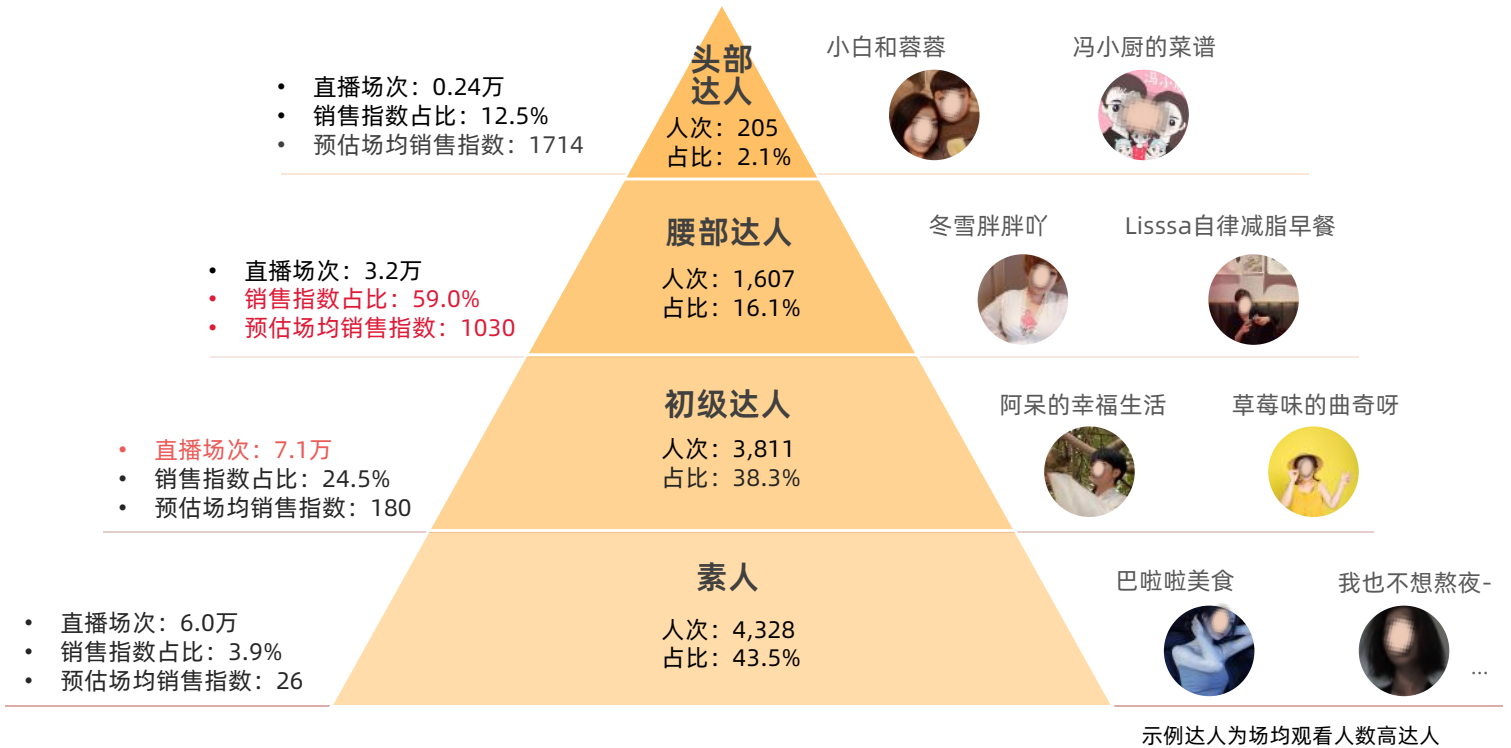 头部
达人
人次：205
占比：2.1%
• 直播场次：0.24万
• 销售指数占比：12.5%
• 预估场均销售指数：1714
小白和蓉蓉
冯小厨的菜谱
腰部达人
人次：1,607
占比：16.1%
• 直播场次：3.2万
• 销售指数占比：59.0%
• 预估场均销售指数：1030
冬雪胖胖吖
Lisssa自律减脂早餐
初级达人
人次：3,811
占比：38.3%
• 直播场次：7.1万
• 销售指数占比：24.5%
• 预估场均销售指数：180
阿呆的幸福生活
草莓味的曲奇呀
素人
人次：4,328
占比：43.5%
• 直播场次：6.0万
• 销售指数占比：3.9%
• 预估场均销售指数：26
巴啦啦美食
我也不想熬夜-
...
示例达人为场均观看人数高达人